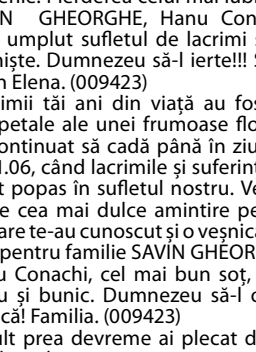 N GHEORGHE, Hanu Con
umplut sufletul de lacrimi s
niște. Dumnezeu să-l ierte!!! S
n Elena. (009423)
imii tăi ani din viață au fos
petale ale unei frumoase flo
ontinuat să cadă până în ziu
1.06, când lacrimile și suferinț
t popas în sufletul nostru. Ve
e cea mai dulce amintire pe
are te-au cunoscut și o veșnica
pentru familie SAVIN GHEOR
u Conachi, cel mai bun soț,
u și bunic. Dumnezeu să-l o
că! Familia. (009423)
ult prea devreme ai plecat d